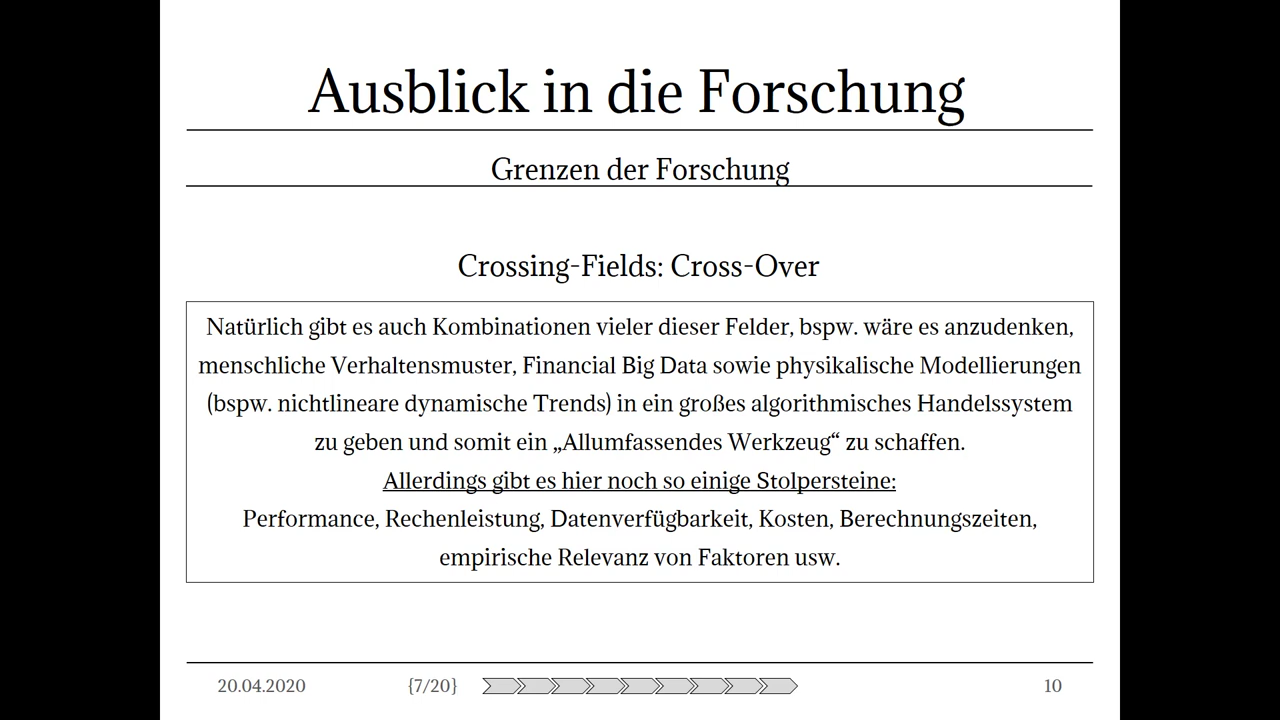 Ausblick in die Forschung
Grenzen der Forschung
Crossing-Fields: Cross-Over
Natürlich gibt es auch Kombinationen vieler dieser Felder, bspw. wäre es anzudenken,
menschliche Verhaltensmuster, Financial Big Data sowie physikalische Modellierungen
(bspw. nichtlineare dynamische Trends) in ein großes algorithmisches Handelssystem
zu geben und somit ein „Allumfassendes Werkzeug“ zu schaffen.
Allerdings gibt es hier noch so einige Stolpersteine:
Performance, Rechenleistung, Datenverfügbarkeit, Kosten, Berechnungszeiten,
empirische Relevanz von Faktoren usw.
20.04.2020 {7/20} 10